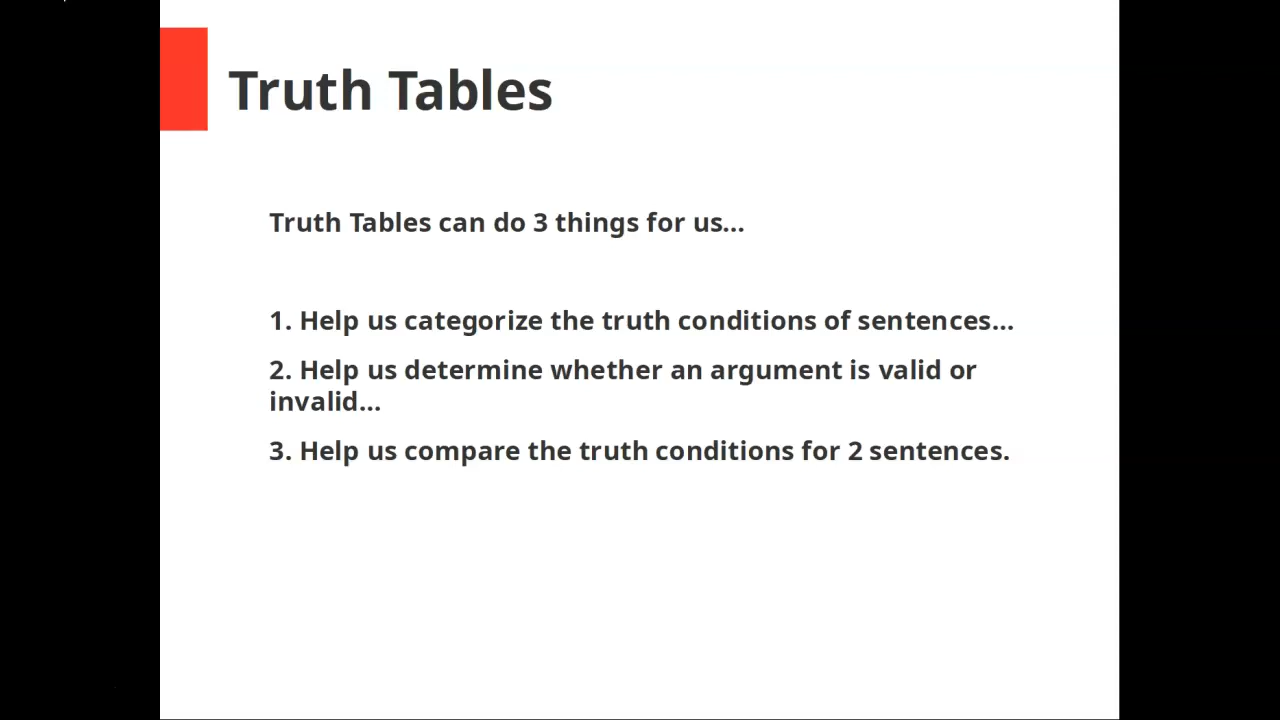 Truth Tables
Truth Tables can do 3 things for us...
1. Help us categorize the truth conditions of sentences...
2. Help us determine whether an argument is valid or
invalid...
3. Help us compare the truth conditions for 2 sentences.